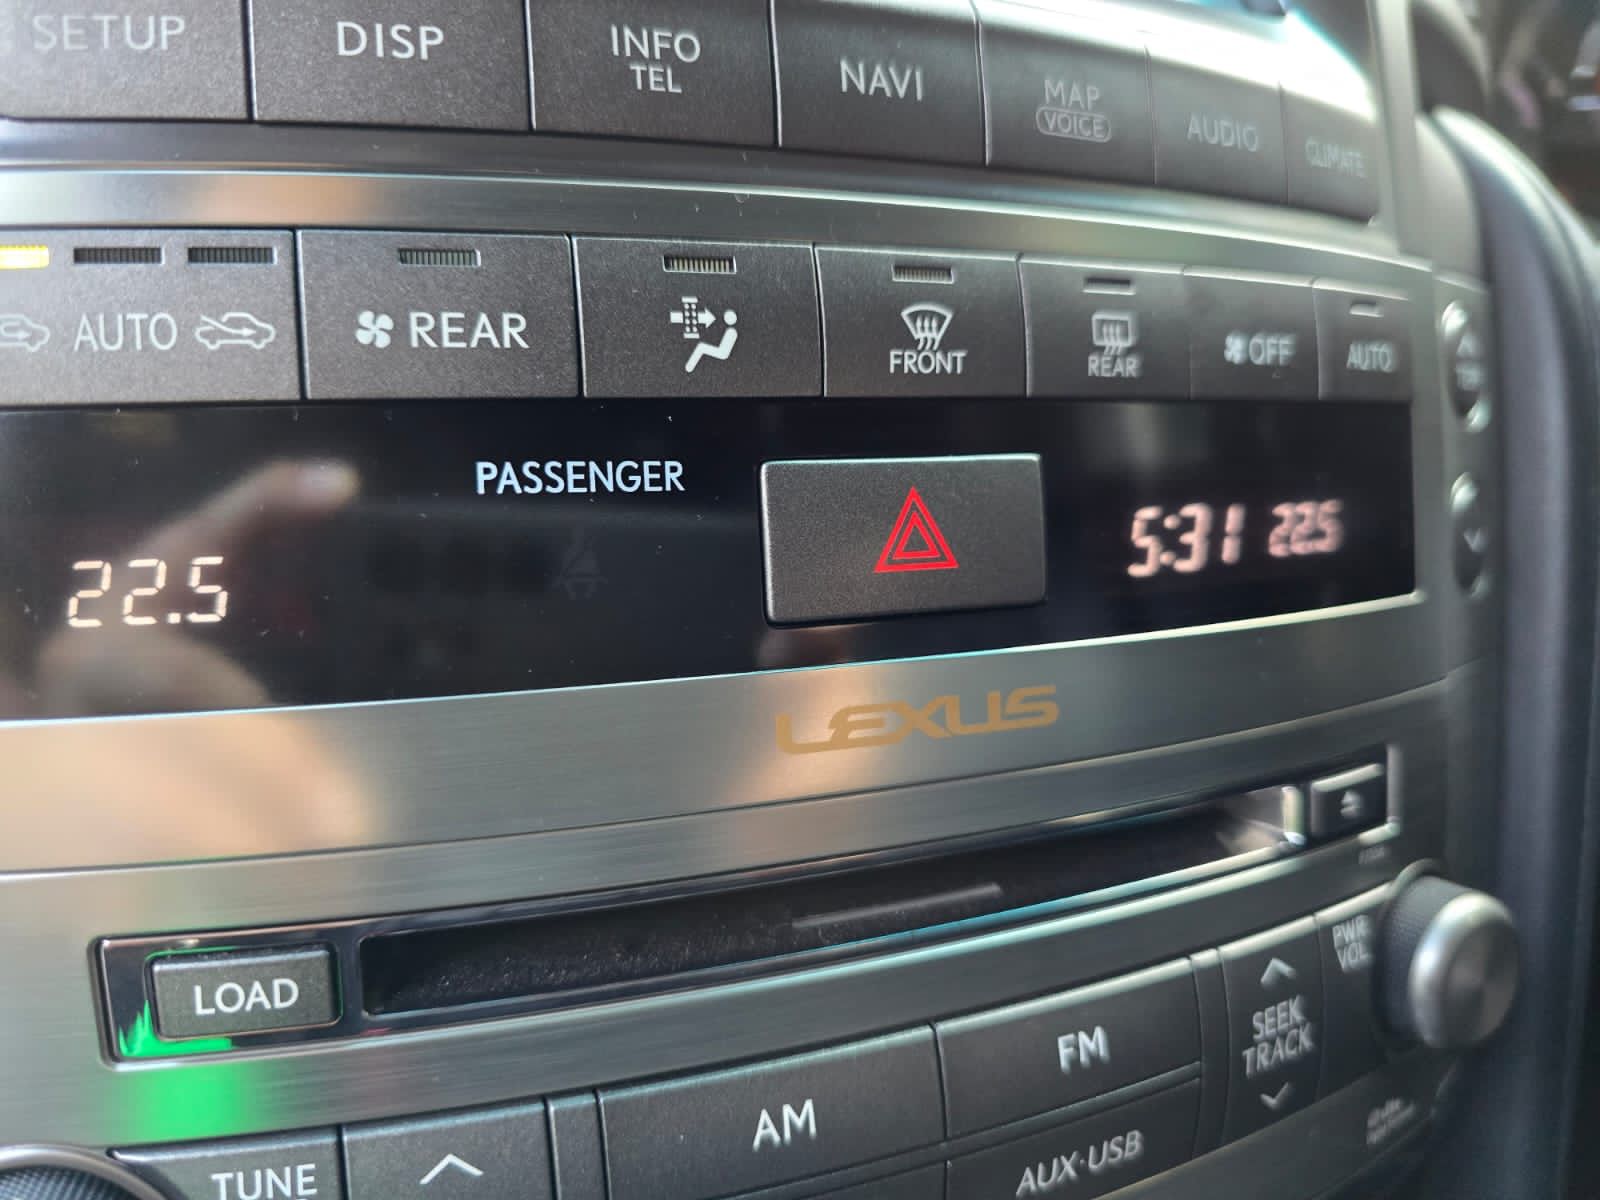 SETUP
DISP
INFO
TEL
NAVI
MAP
VOICE
AUDIO
CLIMATE
AUTO
REAR
FRONT
REAR
OFF
AUTO
PASSENGER
22.5
5:31 22.5
LEXUS
LOAD
PWR
VOL
SEEK
TRACK
FM
AM
AUX·USB
TUNE